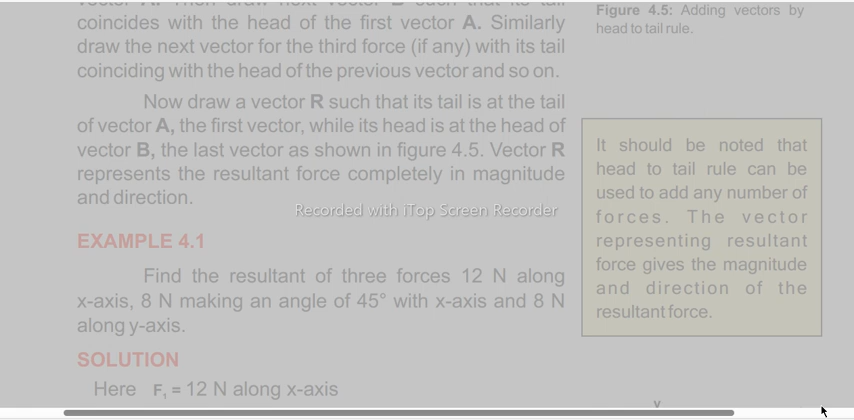 coincides with the head of the first vector A. Similarly
draw the next vector for the third force (if any) with its tail
coinciding with the head of the previous vector and so on.
Now draw a vector R such that its tail is at the tail
of vector A, the first vector, while its head is at the head of
vector B, the last vector as shown in figure 4.5. Vector R
represents the resultant force completely in magnitude
and direction.
Recorded with iTop Screen Recorder
EXAMPLE 4.1
Find the resultant of three forces 12 N along
x-axis, 8 N making an angle of 45° with x-axis and 8 N
along y-axis.
SOLUTION
Here F₁ = 12 N along x-axis
Figure 4.5: Adding vectors by
head to tail rule.
It should be noted that
head to tail rule can be
used to add any number of
forces. The vector
representing resultant
force gives the magnitude
and direction of the
resultant force.
y